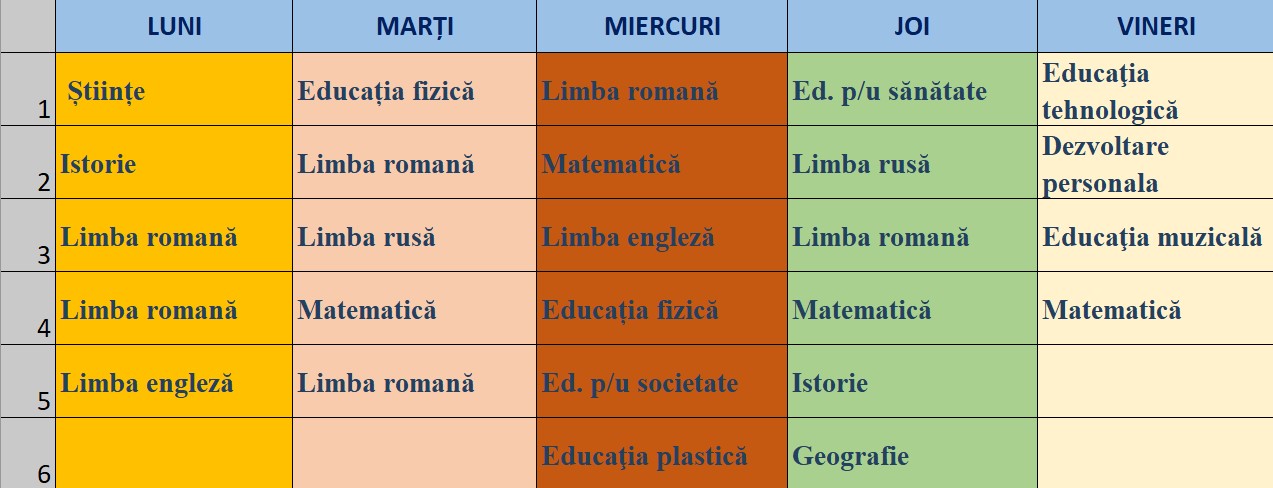 LUNI MARȚI MIERCURI JOI VINERI
1 Științe Educația fizică Limba romană Ed. p/u sănătate Educaţia tehnologică
2 Istorie Limba romană Matematică Limba rusă Dezvoltare personala
3 Limba romană Limba rusă Limba engleză Limba romană Educaţia muzicală
4 Limba romană Matematică Educația fizică Matematică Matematică
5 Limba engleză Limba romană Ed. p/u societate Istorie
6 Educaţia plastică Geografie